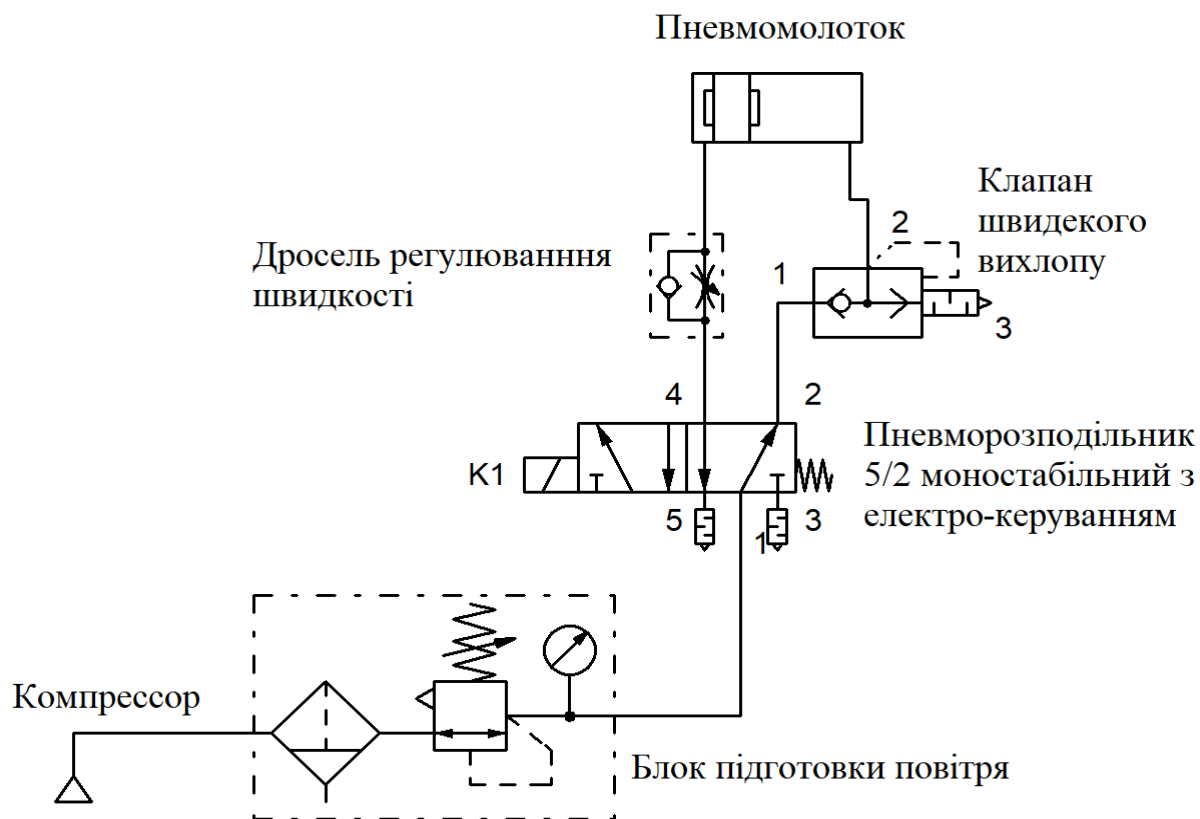 Пневмомолоток
Клапан
швидекого
вихлопу
2
1
3
Дросель регулюванння
швидкості
4
2
K1
5
1
3
Пневморозподільник
5/2 моностабільний з
електро-керуванням
Компрессор
Блок підготовки повітря